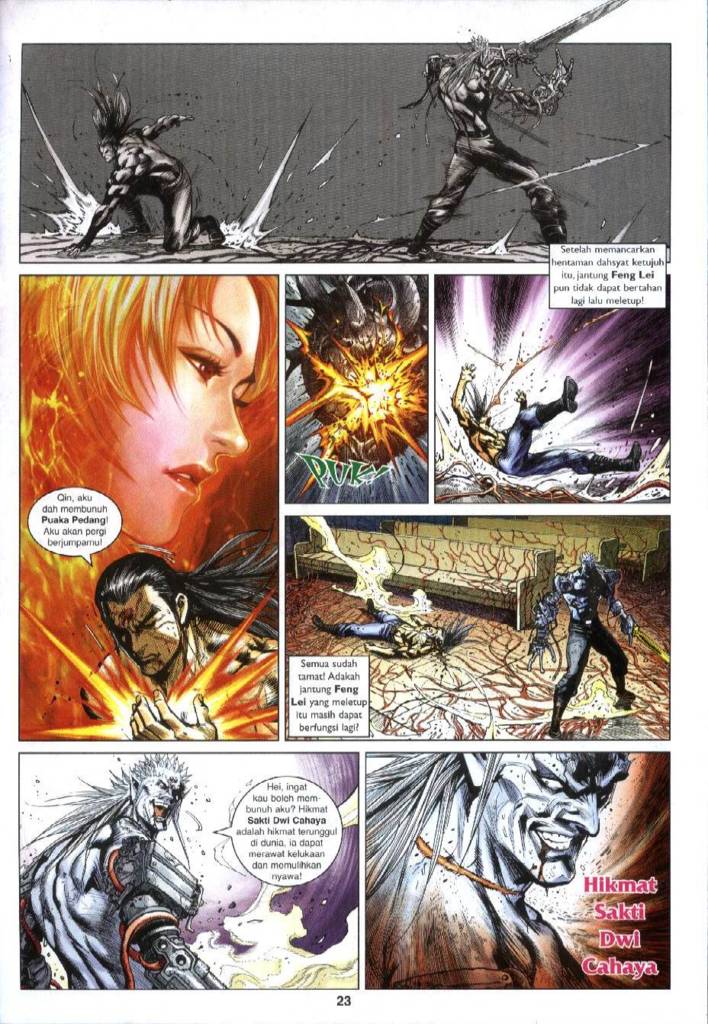 Setelah memancarkan
hentaman dahsyat ketujuh
itu, jantung Feng Lei
pun tidak dapat bertahan
lagi lalu meletup!
Qin, aku
dah membunuh
Puaka Pedang!
Aku akan pergi
berjumpamu!
PUK
Semua sudah
tamat! Adakah
jantung Feng
Lei yang meletup
itu masih dapat
berfungsi lagi?
Hei, ingat
kau boleh mem-
bunuh aku? Hikmat
Sakti Dwi Cahaya
adalah hikmat terunggul
di dunia, ia dapat
merawat kelukaan
dan memulihkan
nyawa!
Hikmat
Sakti
Dwi
Cahaya
23